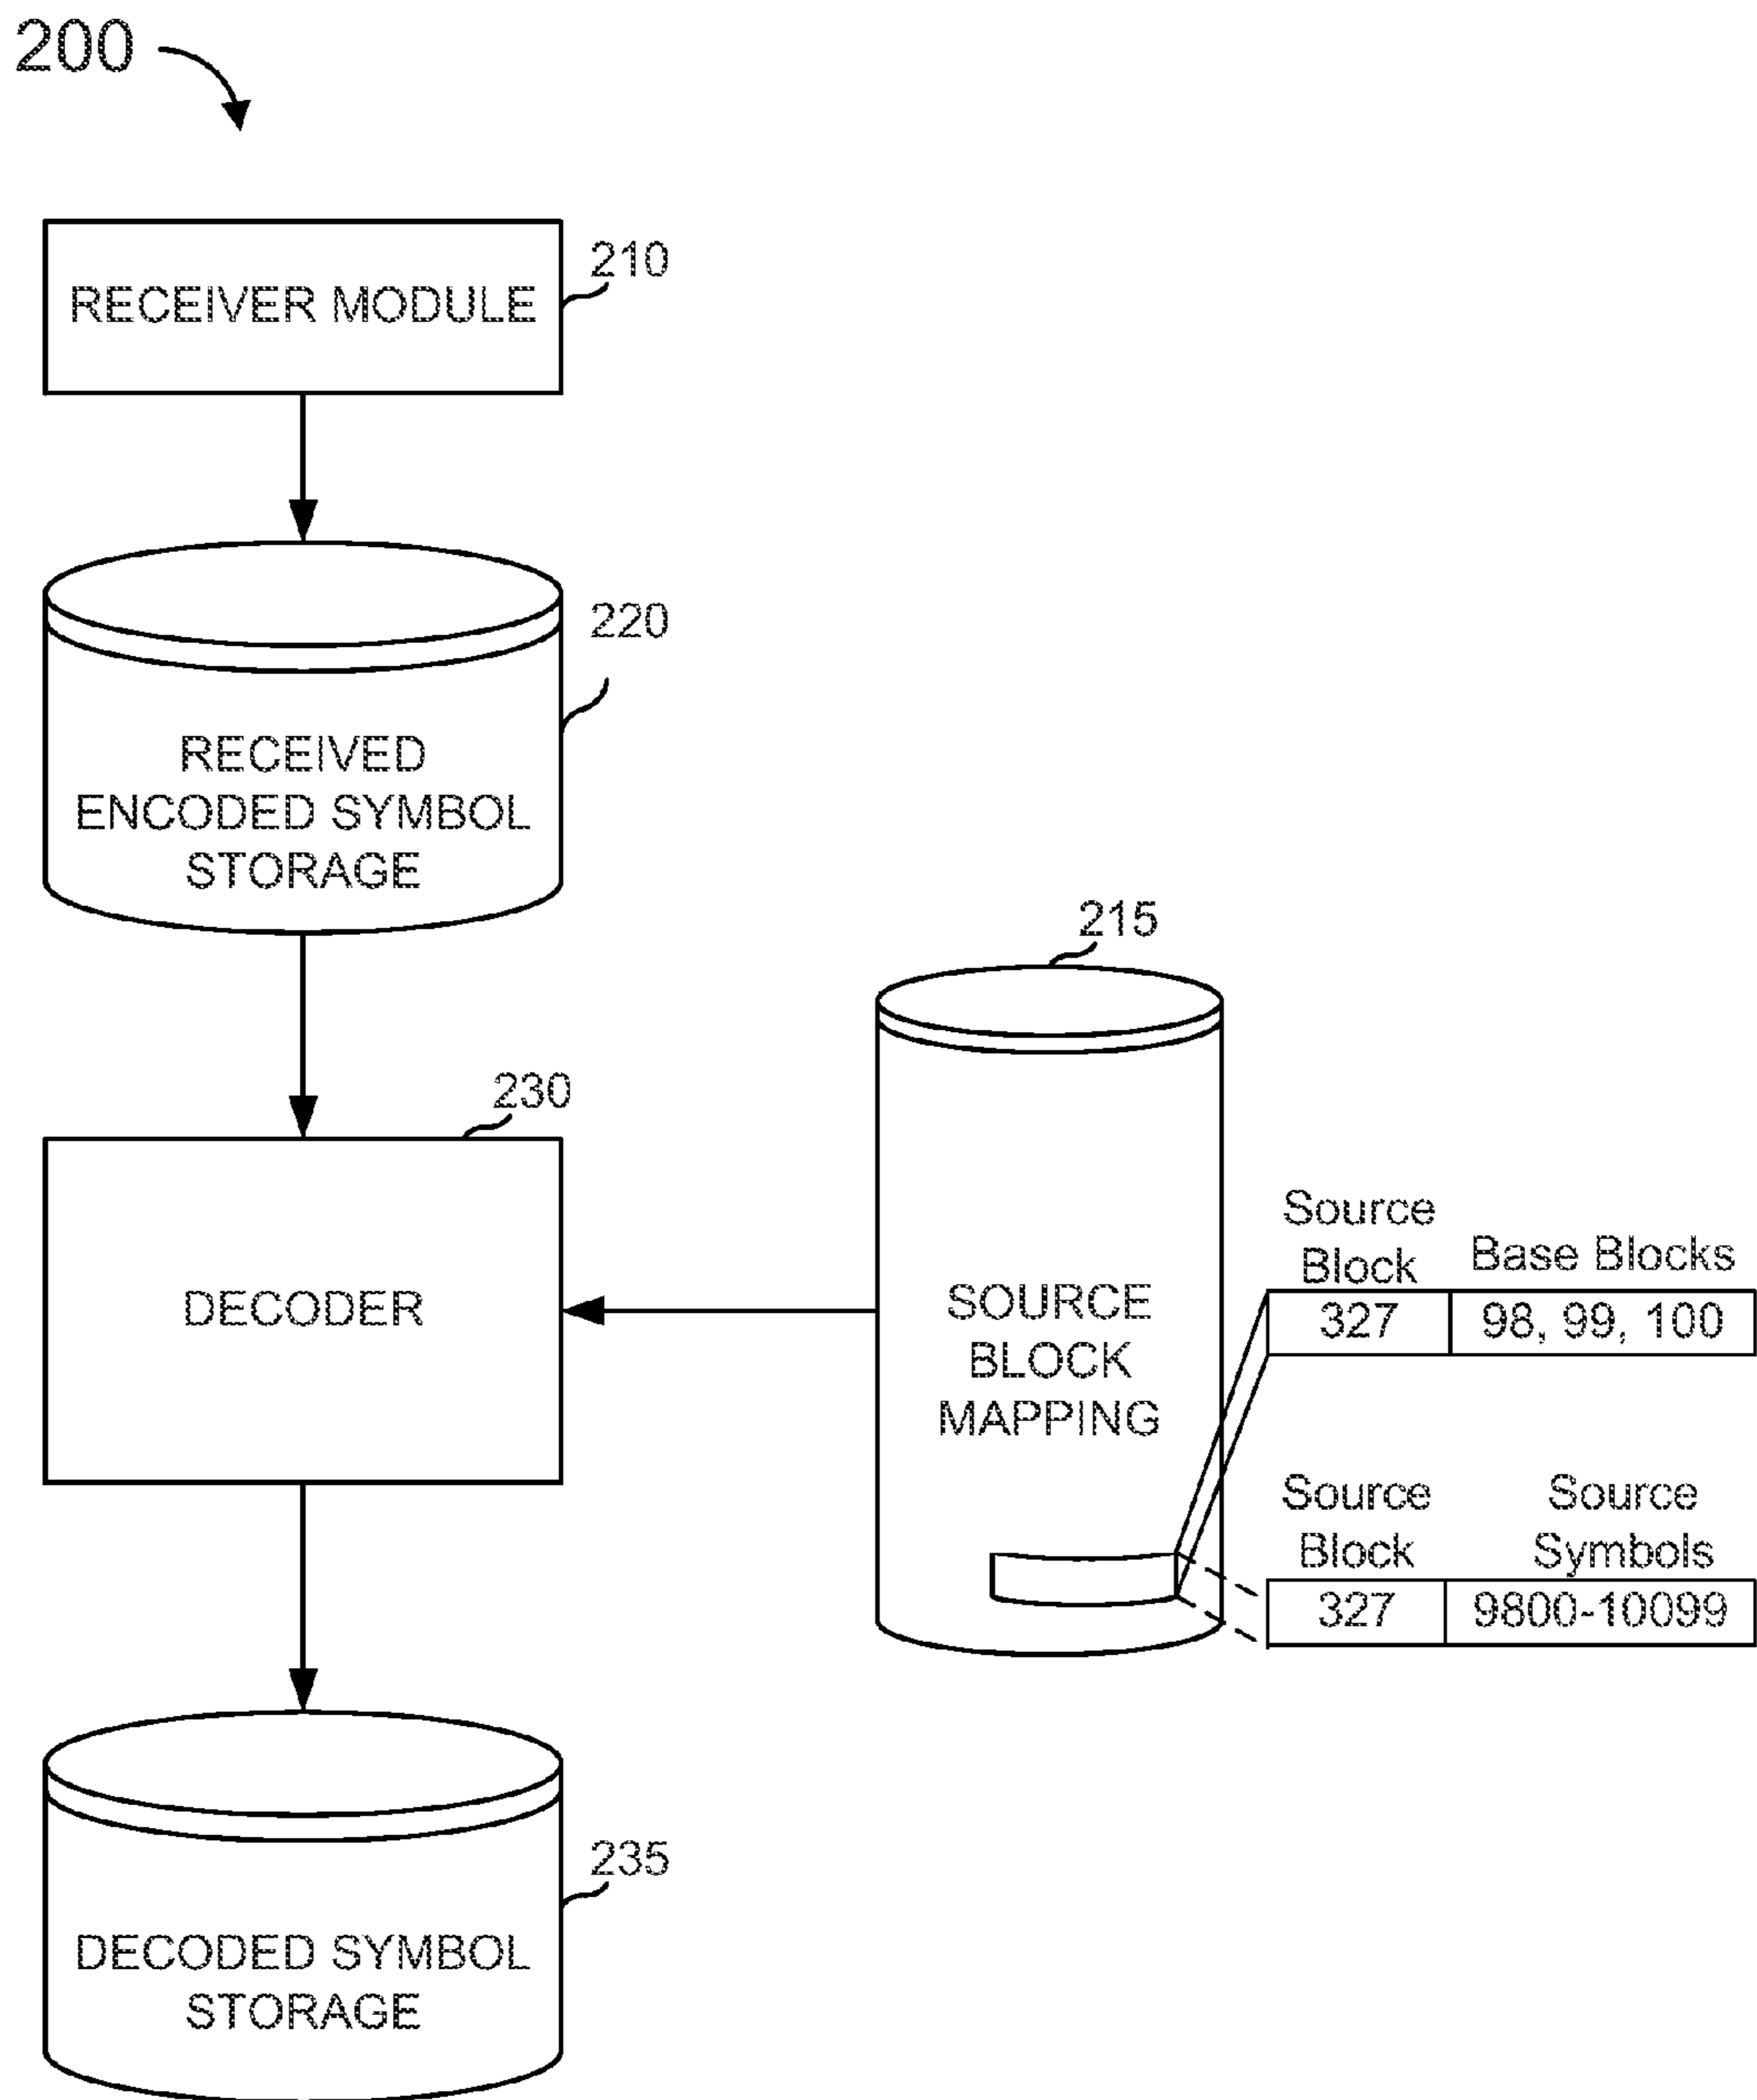 200
210
RECEIVER MODULE
220
RECEIVED
ENCODED SYMBOL
STORAGE
215
230
DECODER
SOURCE
BLOCK
MAPPING
Source
Block
Base Blocks
327
98, 99, 100
Source
Block
Source
Symbols
327
9800-10099
235
DECODED SYMBOL
STORAGE